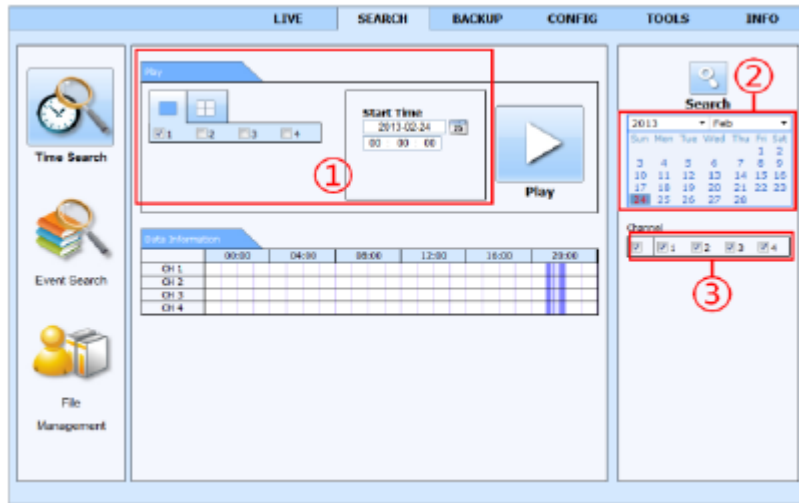 LIVE SEARCH BACKUP CONFIG TOOLS INFO
Time Search
Event Search
File
Management
Play
1 2 3 4
Start Time
2013-02-24
00 : 00 : 00
Play
①
Data Information
00:00 04:00 08:00 12:00 16:00 20:00
CH 1
CH 2
CH 3
CH 4
②
Search
2013 Feb
Sun Mon Tue Wed Thu Fri Sat
1 2
3 4 5 6 7 8 9
10 11 12 13 14 15 16
17 18 19 20 21 22 23
24 25 26 27 28
Channel
1 2 3 4
③